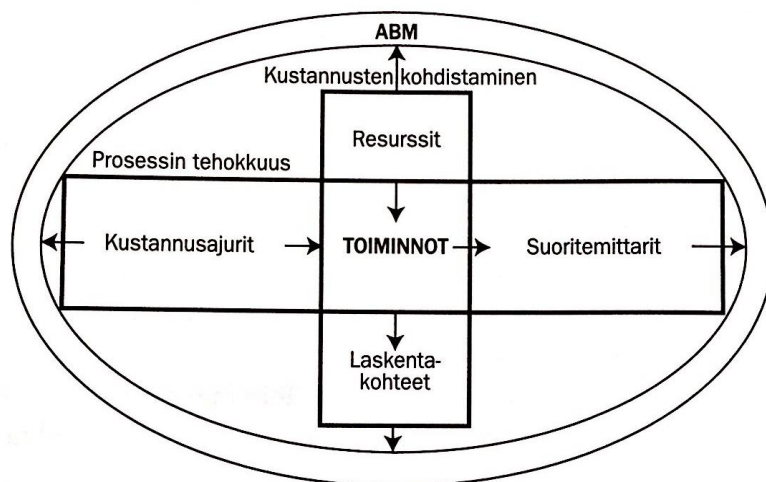 ABM
Kustannusten kohdistaminen
Resurssit
Prosessin tehokkuus
Kustannusajurit
TOIMINNOT
Suoritemittarit
Laskenta-
kohteet